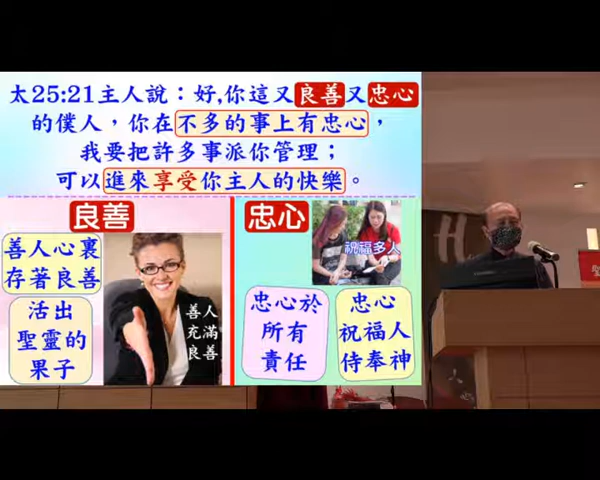 太25:21主人說：好,你這又良善又忠心
的僕人，你在不多的事上有忠心，
我要把許多事派你管理；
可以進來享受你主人的快樂。
良善
善人心裏
存著良善
活出
聖靈的
果子
善人
充滿
良善
忠心
祝福多人
忠心於
所有
責任
忠心
祝福人
侍奉神
H